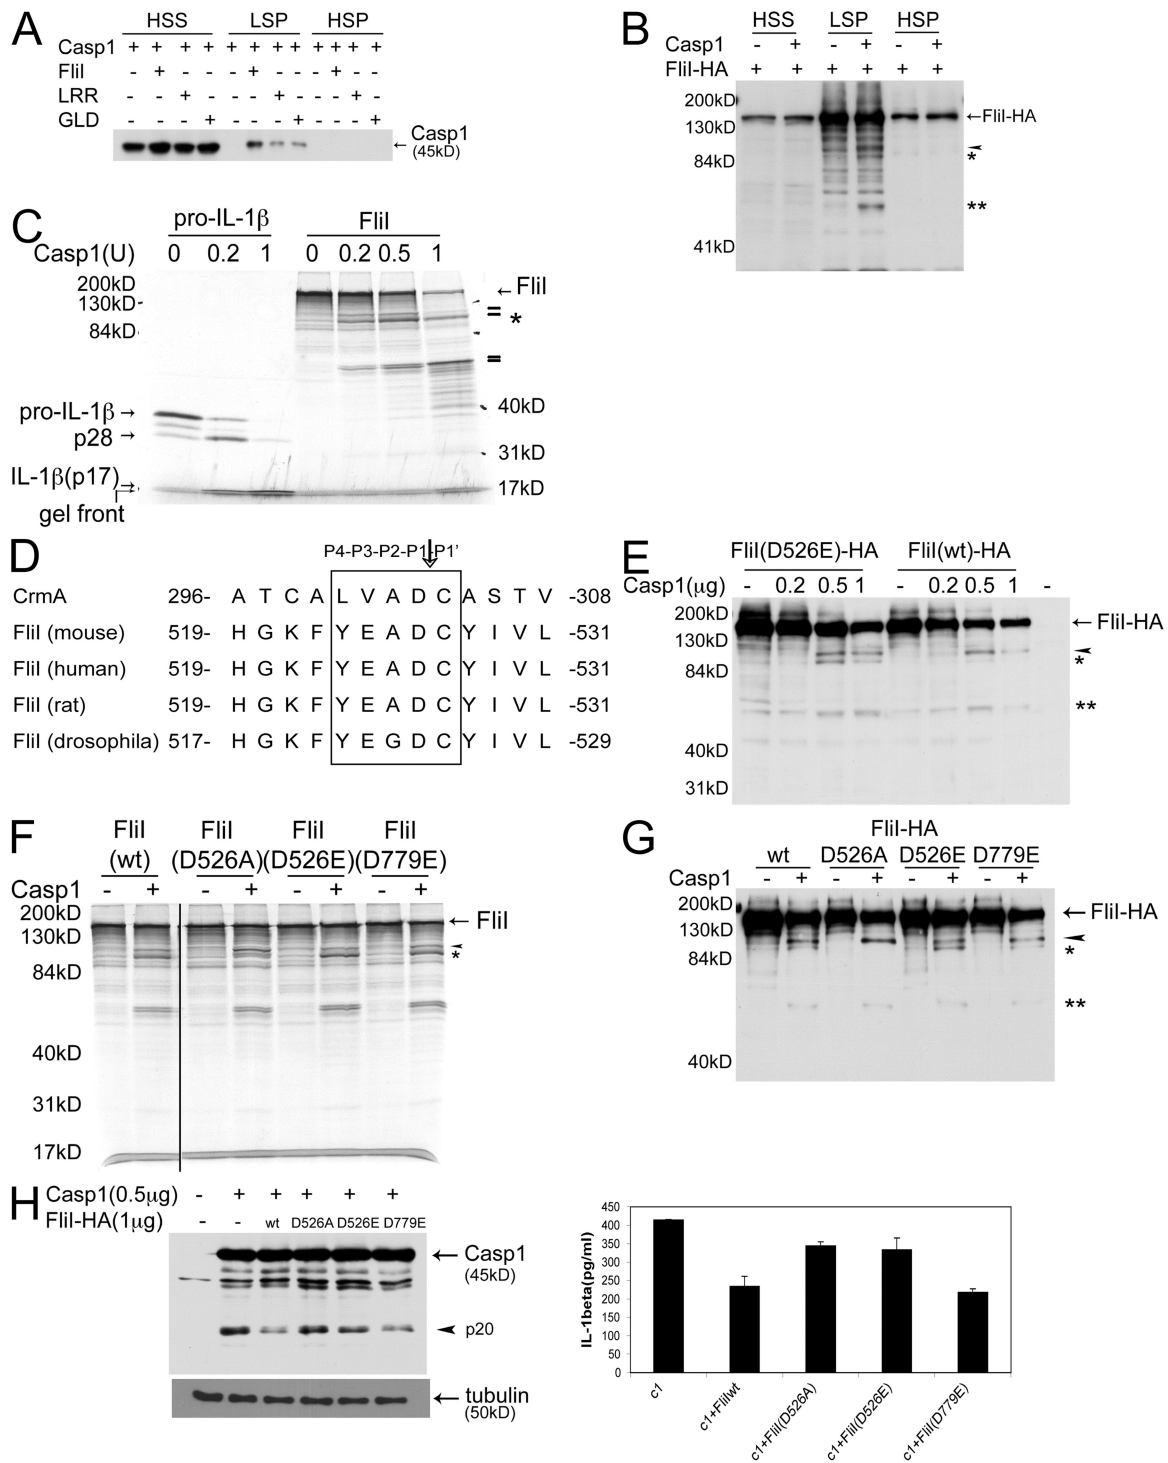 A
HSS LSP HSP
Casp1 + + + + + + + + + + + +
FliI - + - - - + - - - + - -
LRR - - + - - - + - - - + -
GLD - - - + - - - + - - - +
← Casp1
(45kD)
B
HSS LSP HSP
Casp1 - + - + - +
FliI-HA + + + + + +
200kD
130kD
84kD
41kD
←FliI-HA
*
**
C
pro-IL-1β FliI
Casp1(U) 0 0.2 1 0 0.2 0.5 1
200kD
130kD-
84kD
← FliI
= *
=
pro-IL-1β →
p28 →
IL-1β(p17) →
gel front
40kD
31kD
17kD
D
P4-P3-P2-P1-P1'
CrmA 296- A T C A L V A D C A S T V -308
FliI (mouse) 519- H G K F Y E A D C Y I V L -531
FliI (human) 519- H G K F Y E A D C Y I V L -531
FliI (rat) 519- H G K F Y E A D C Y I V L -531
FliI (drosophila) 517- H G K F Y E G D C Y I V L -529
E
FliI(D526E)-HA FliI(wt)-HA
Casp1(μg) - 0.2 0.5 1 - 0.2 0.5 1 -
200kD
130kD
84kD
40kD
31kD
← FliI-HA
*
**
F
FliI (wt) FliI (D526A) FliI (D526E) FliI (D779E)
Casp1 - + - + - + - +
200kD
130kD
84kD
40kD
31kD
17kD
← FliI
*
G
FliI-HA
wt D526A D526E D779E
Casp1 - + - + - + - +
200kD
130kD
84kD
40kD
← FliI-HA
*
**
H
Casp1(0.5μg) - + + + + +
FliI-HA(1μg) - - wt D526A D526E D779E
← Casp1
(45kD)
p20
← tubulin
(50kD)
IL-1beta(pg/ml)
450
400
350
300
250
200
150
100
50
0
c1
c1+FliIwt
c1+FliI(D526A)
c1+FliI(D526E)
c1+FliI(D779E)